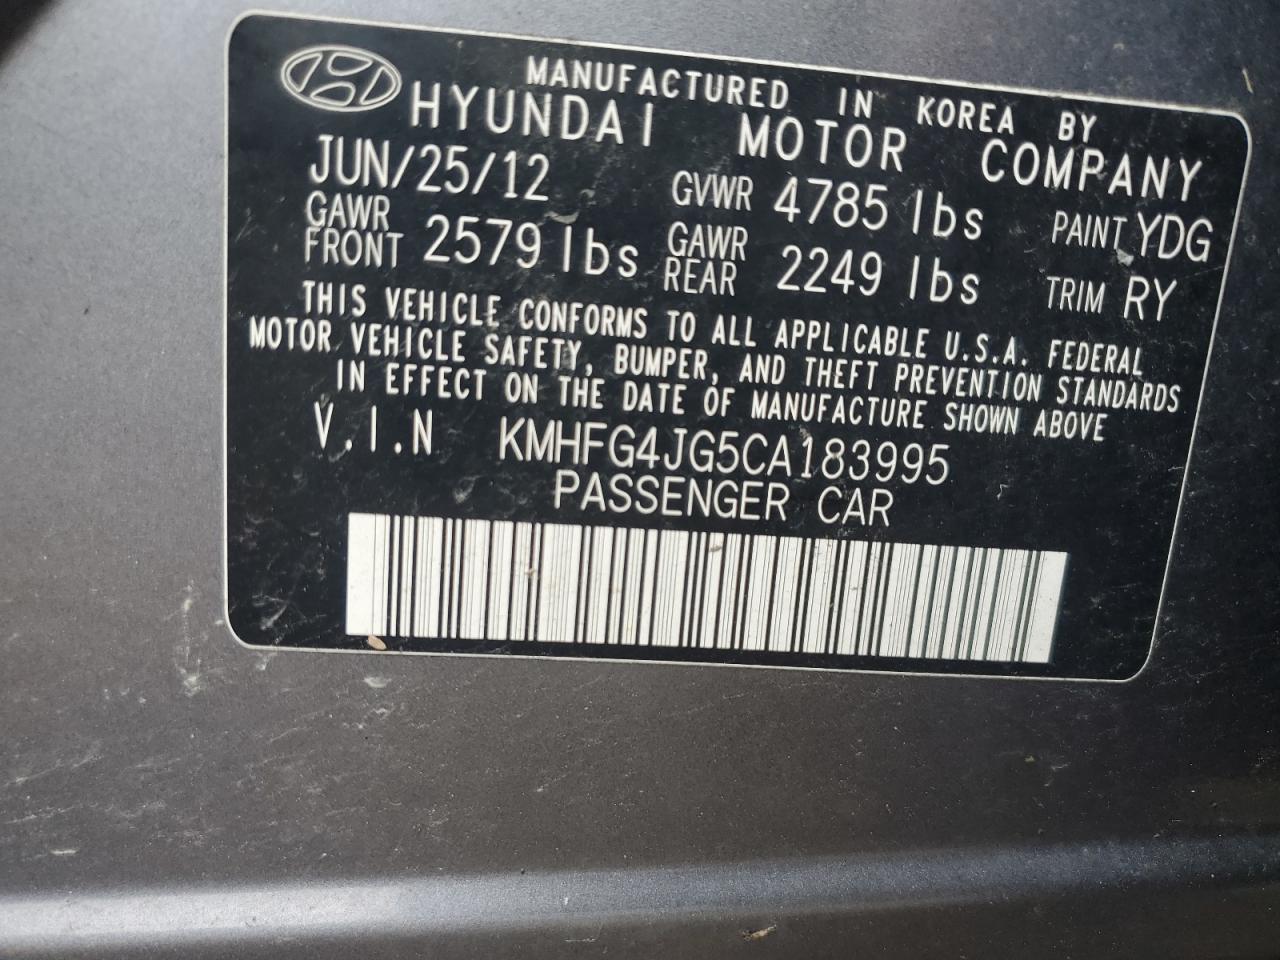 MANUFACTURED IN KOREA BY
HYUNDAI MOTOR COMPANY
JUN/25/12 GVWR 4785 lbs PAINT YDG
GAWR FRONT 2579 lbs GAWR REAR 2249 lbs TRIM RY
THIS VEHICLE CONFORMS TO ALL APPLICABLE U.S.A. FEDERAL
MOTOR VEHICLE SAFETY, BUMPER, AND THEFT PREVENTION STANDARDS
IN EFFECT ON THE DATE OF MANUFACTURE SHOWN ABOVE
V.I.N KMHFG4JG5CA183995
PASSENGER CAR